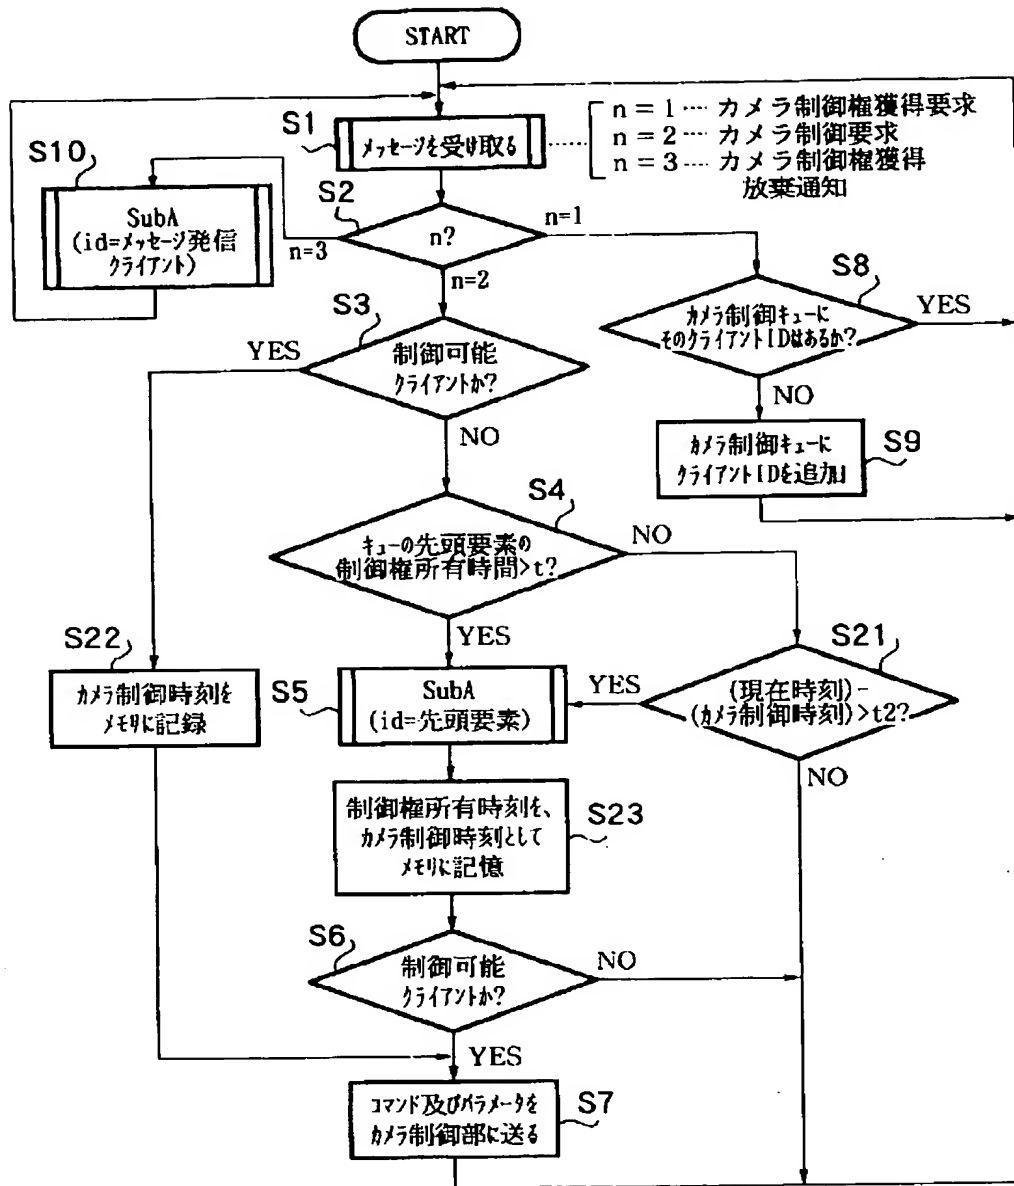 START
S1
メッセージを受け取る
n = 1 … カメラ制御権獲得要求
n = 2 … カメラ制御要求
n = 3 … カメラ制御権獲得
放棄通知
S10
SubA
(id=メッセージ発信
クライアント)
S2
n?
n=1
n=3
n=2
S8
カメラ制御キューに
そのクライアントIDはあるか?
YES
NO
S9
カメラ制御キューに
クライアントIDを追加
S3
YES
制御可能
クライアントか?
NO
S4
キューの先頭要素の
制御権所有時間>t?
NO
YES
S22
カメラ制御時刻を
メモリに記録
S5
SubA
(id=先頭要素)
YES
S21
(現在時刻)-
(カメラ制御時刻)>t2?
NO
制御権所有時刻を、
カメラ制御時刻として
メモリに記憶
S23
S6
制御可能
クライアントか?
NO
YES
コマンド及びパラメータを
カメラ制御部に送る
S7